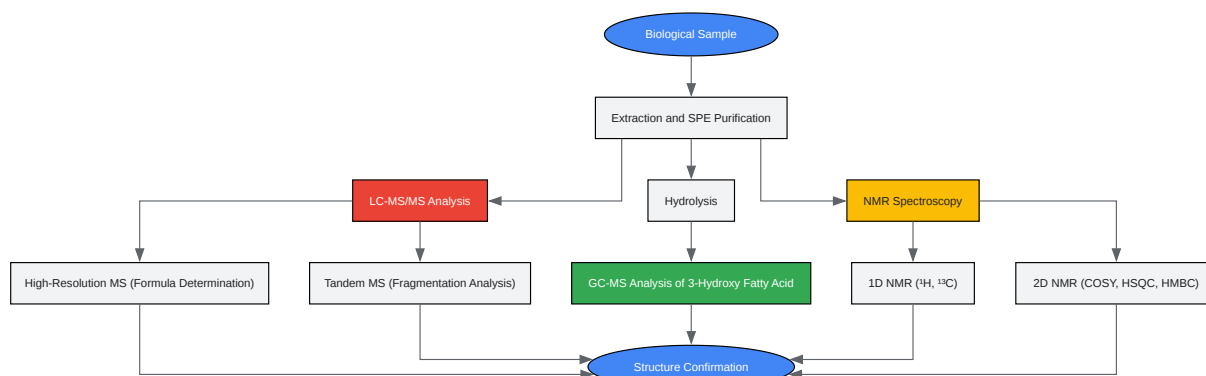 Biological Sample
Extraction and SPE Purification
LC-MS/MS Analysis
Hydrolysis
NMR Spectroscopy
High-Resolution MS (Formula Determination)
Tandem MS (Fragmentation Analysis)
GC-MS Analysis of 3-Hydroxy Fatty Acid
1D NMR (¹H, ¹³C)
2D NMR (COSY, HSQC, HMBC)
Structure Confirmation